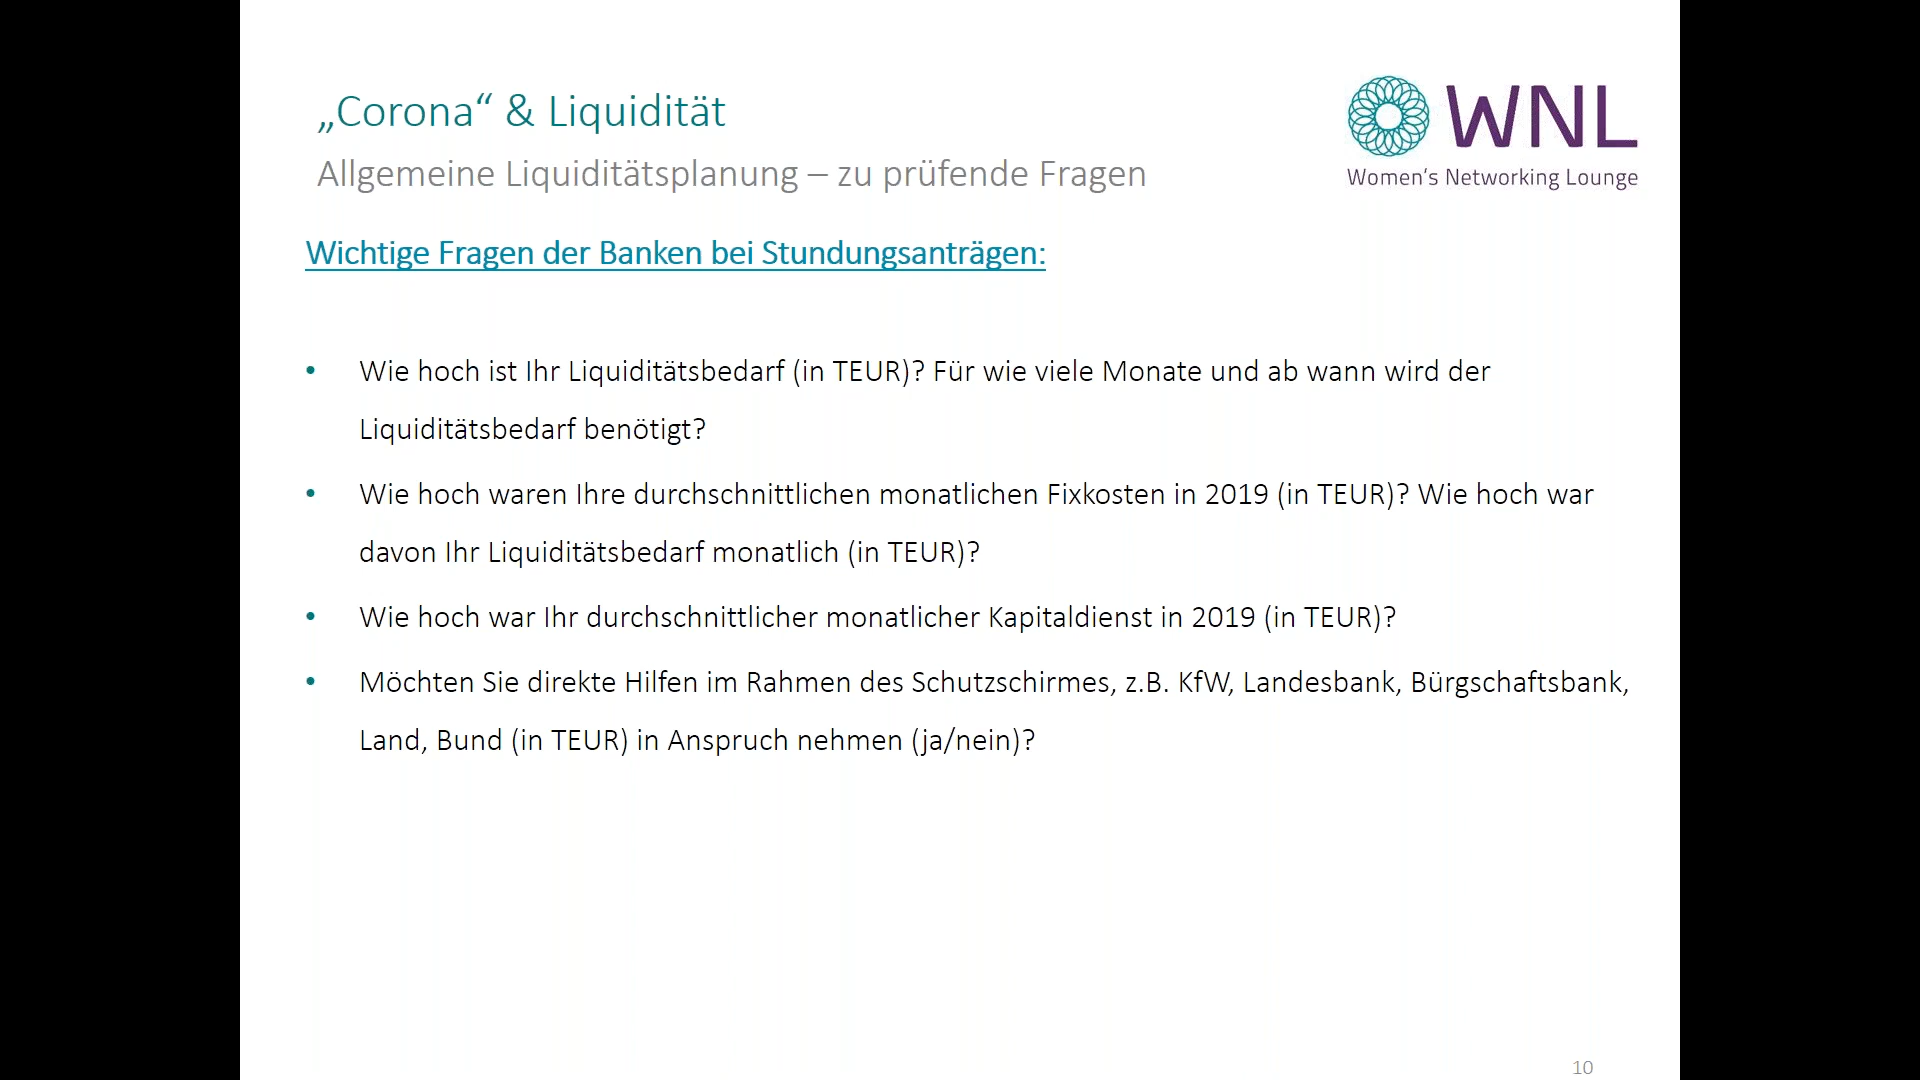 „Corona“ & Liquidität
WNL
Women's Networking Lounge
Allgemeine Liquiditätsplanung – zu prüfende Fragen
Wichtige Fragen der Banken bei Stundungsanträgen:
• Wie hoch ist Ihr Liquiditätsbedarf (in TEUR)? Für wie viele Monate und ab wann wird der
Liquiditätsbedarf benötigt?
• Wie hoch waren Ihre durchschnittlichen monatlichen Fixkosten in 2019 (in TEUR)? Wie hoch war
davon Ihr Liquiditätsbedarf monatlich (in TEUR)?
• Wie hoch war Ihr durchschnittlicher monatlicher Kapitaldienst in 2019 (in TEUR)?
• Möchten Sie direkte Hilfen im Rahmen des Schutzschirmes, z.B. KfW, Landesbank, Bürgschaftsbank,
Land, Bund (in TEUR) in Anspruch nehmen (ja/nein)?
10